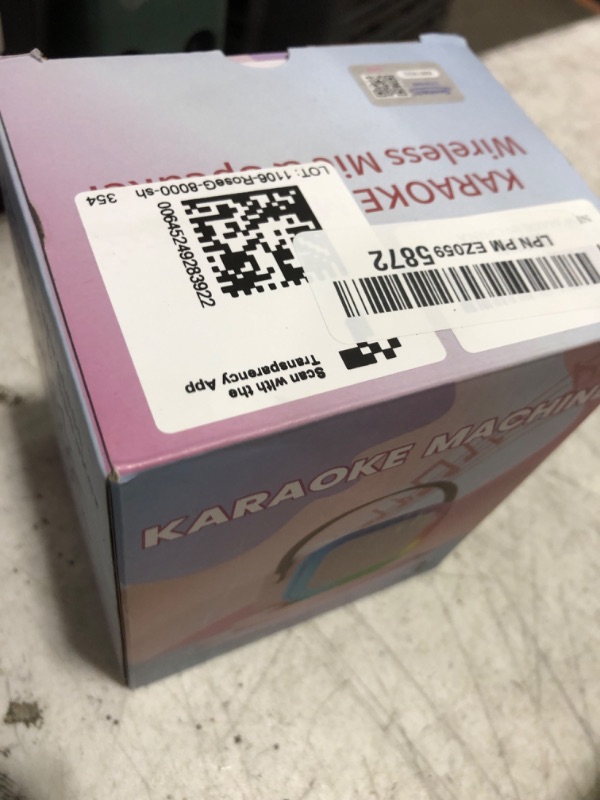 KARAOKE
Wireless Mic
LOT: 1106-RoseG-8000-sh
354
00645249283922
Scan with the
Transparency App
LPN PM EZ059 5872
KARAOKE MACHINE